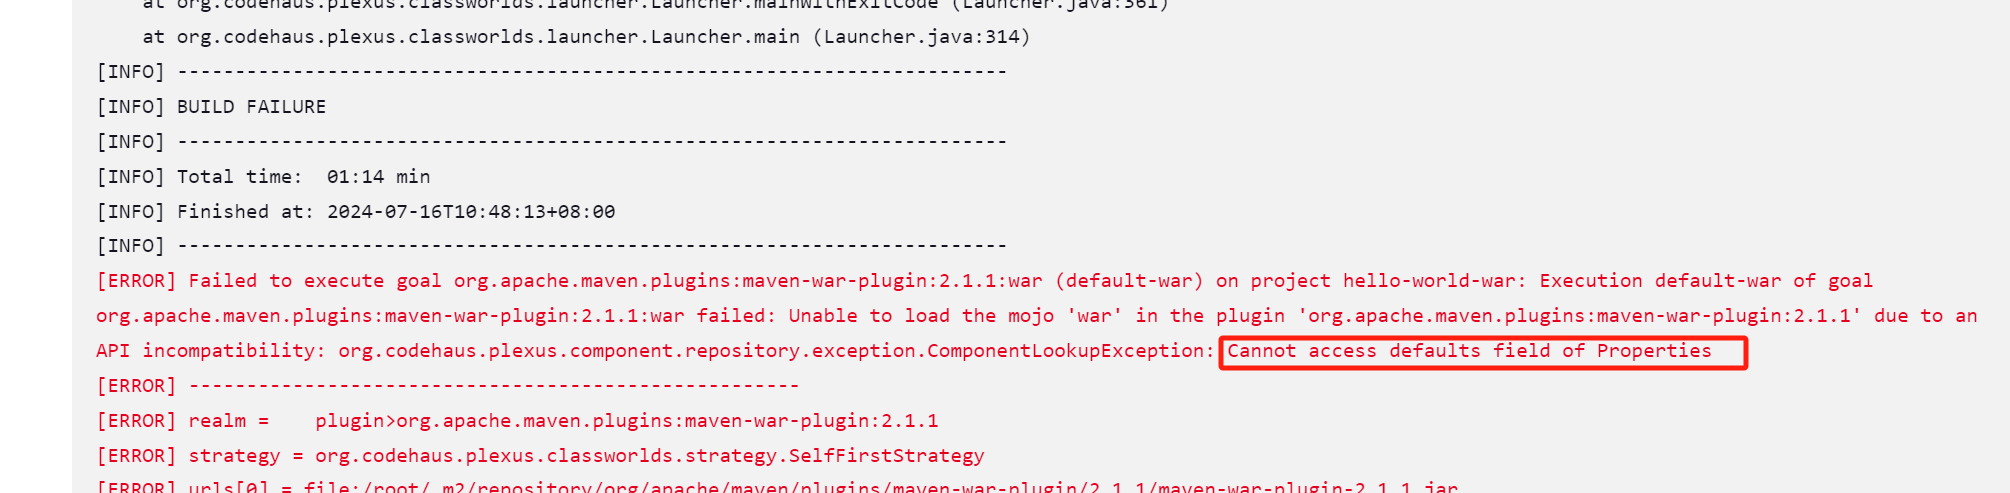 at org.codehaus.plexus.classworlds.launcher.Launcher.mainWithExitCode (Launcher.java:361)
at org.codehaus.plexus.classworlds.launcher.Launcher.main (Launcher.java:314)
[INFO] ------------------------------------------------------------------------
[INFO] BUILD FAILURE
[INFO] ------------------------------------------------------------------------
[INFO] Total time:  01:14 min
[INFO] Finished at: 2024-07-16T10:48:13+08:00
[INFO] ------------------------------------------------------------------------
[ERROR] Failed to execute goal org.apache.maven.plugins:maven-war-plugin:2.1.1:war (default-war) on project hello-world-war: Execution default-war of goal
org.apache.maven.plugins:maven-war-plugin:2.1.1:war failed: Unable to load the mojo 'war' in the plugin 'org.apache.maven.plugins:maven-war-plugin:2.1.1' due to an
API incompatibility: org.codehaus.plexus.component.repository.exception.ComponentLookupException: Cannot access defaults field of Properties
[ERROR] -----------------------------------------------------
[ERROR] realm =    plugin>org.apache.maven.plugins:maven-war-plugin:2.1.1
[ERROR] strategy = org.codehaus.plexus.classworlds.strategy.SelfFirstStrategy
[ERROR] urls[0] = file:/root/.m2/repository/org/apache/maven/plugins/maven-war-plugin/2.1.1/maven-war-plugin-2.1.1.jar